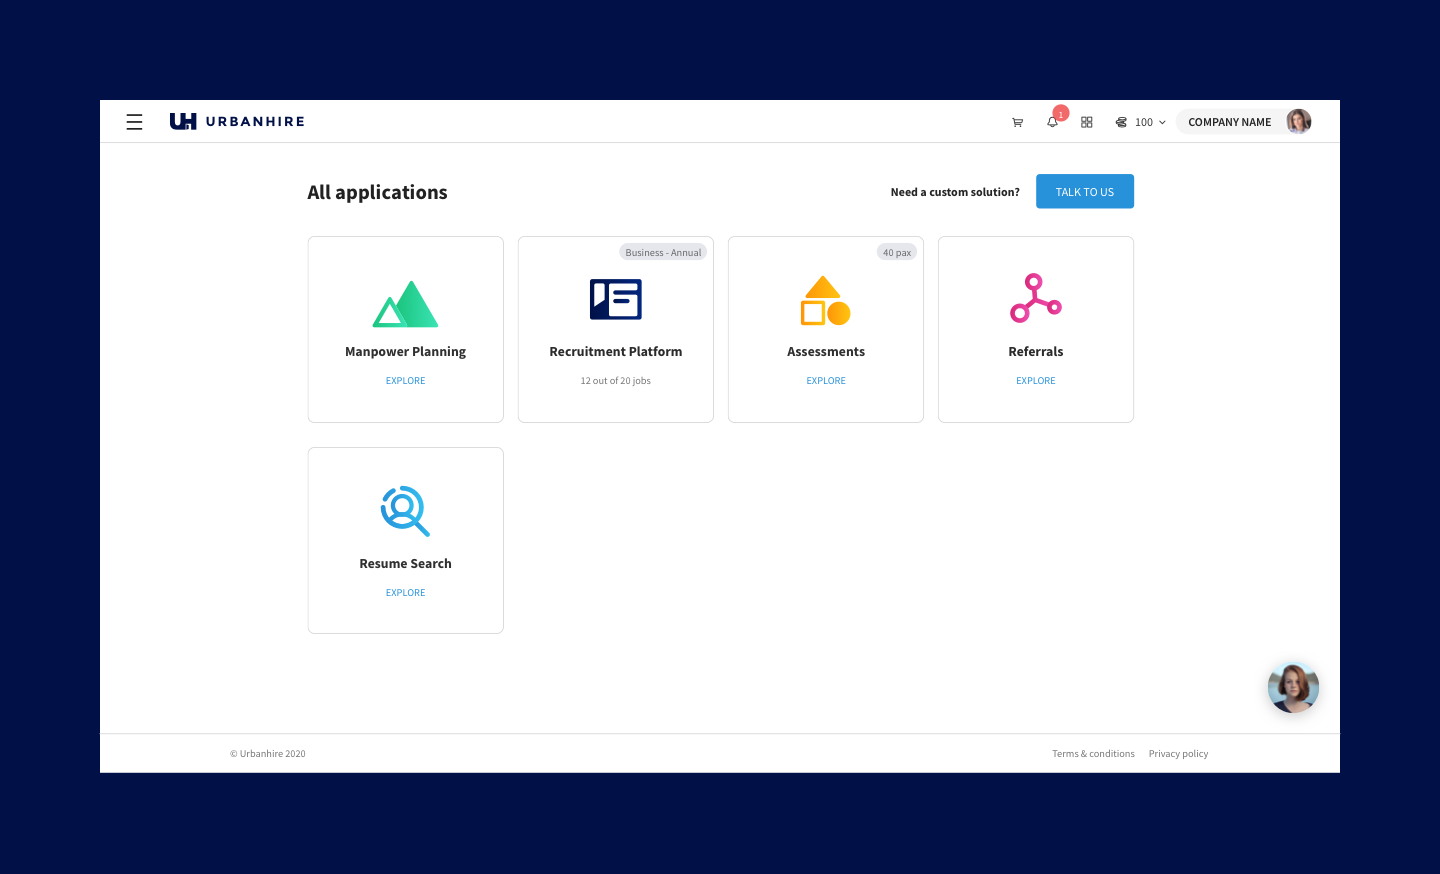 UH URBANHIRE
1
100
COMPANY NAME
All applications
Need a custom solution?
TALK TO US
Manpower Planning
EXPLORE
Business - Annual
Recruitment Platform
12 out of 20 jobs
40 pax
Assessments
EXPLORE
Referrals
EXPLORE
Resume Search
EXPLORE
© Urbanhire 2020
Terms & conditions
Privacy policy